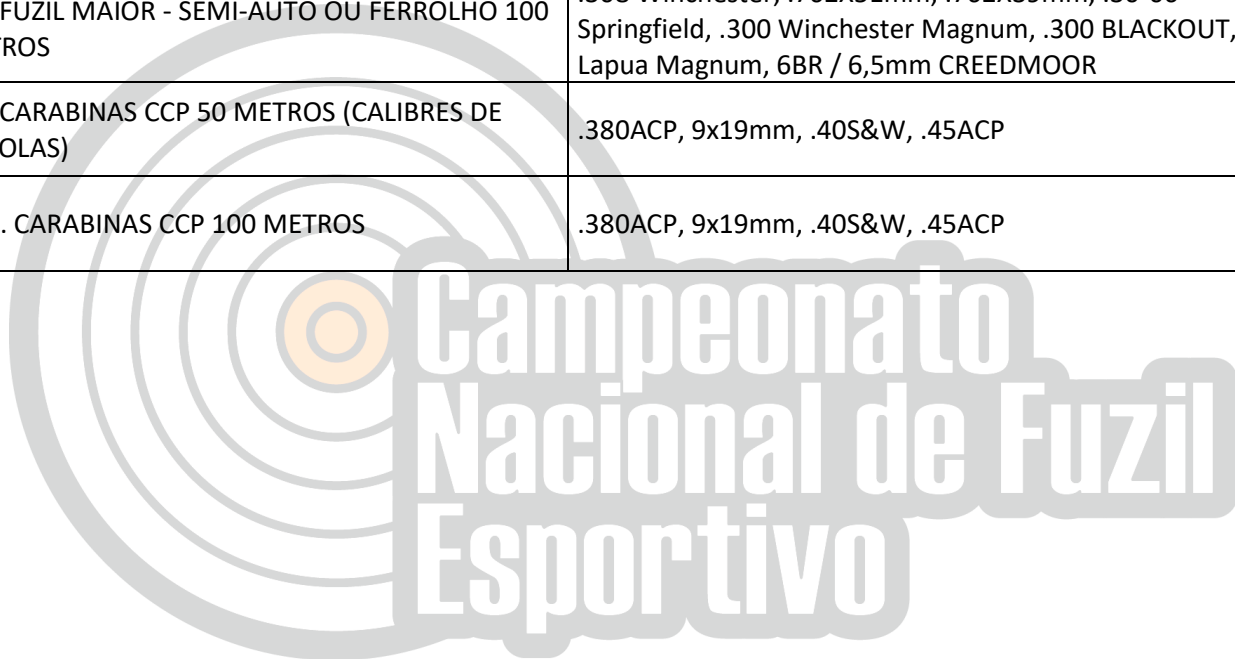 FUZIL MAIOR - SEMI-AUTO OU FERROLHO 100
Springfield, .300 Winchester Magnum, .300 BLACKOUT,
Lapua Magnum, 6BR / 6,5mm CREEDMOOR
CARABINAS CCP 50 METROS (CALIBRES DE
.380ACP, 9x19mm, .40S&W, .45ACP
. CARABINAS CCP 100 METROS
.380ACP, 9x19mm, .40S&W, .45ACP
Campeonato
Nacional de Fuzil
Esportivo